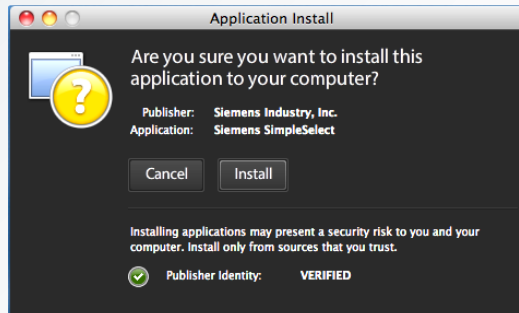 Application Install
Are you sure you want to install this
application to your computer?
Publisher: Siemens Industry, Inc.
Application: Siemens SimpleSelect
Cancel Install
Installing applications may present a security risk to you and your
computer. Install only from sources that you trust.
Publisher Identity: VERIFIED